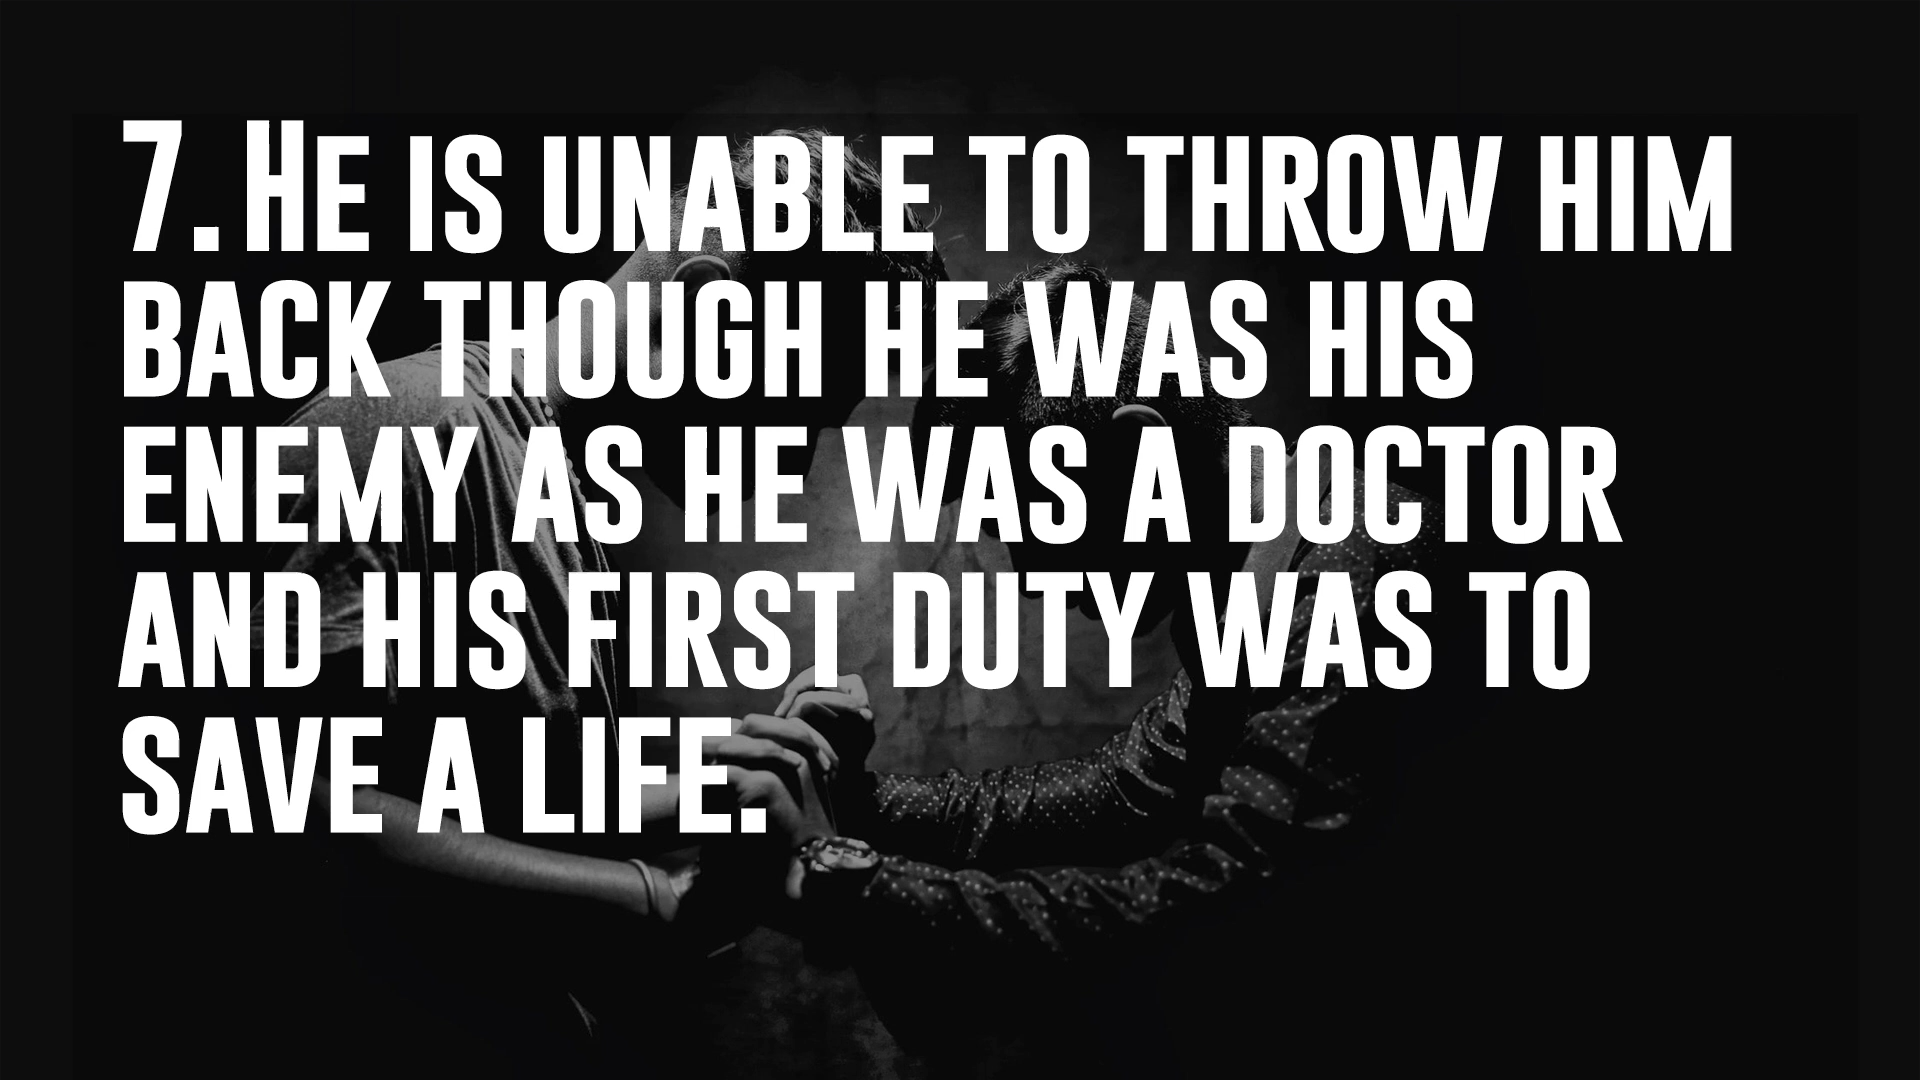 7. HE IS UNABLE TO THROW HIM
BACK THOUGH HE WAS HIS
ENEMY AS HE WAS A DOCTOR
AND HIS FIRST DUTY WAS TO
SAVE A LIFE.